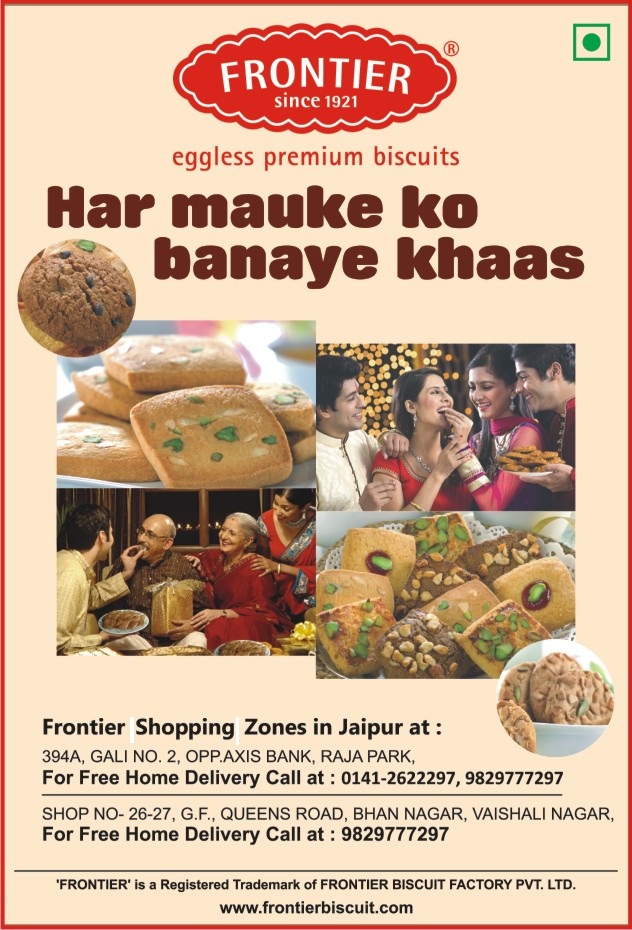 FRONTIER®
since 1921
eggless premium biscuits
Har mauke ko
banaye khaas
Frontier Shopping Zones in Jaipur at :
394A, GALI NO. 2, OPP.AXIS BANK, RAJA PARK,
For Free Home Delivery Call at : 0141-2622297, 9829777297
SHOP NO- 26-27, G.F., QUEENS ROAD, BHAN NAGAR, VAISHALI NAGAR,
For Free Home Delivery Call at : 9829777297
'FRONTIER' is a Registered Trademark of FRONTIER BISCUIT FACTORY PVT. LTD.
www.frontierbiscuit.com